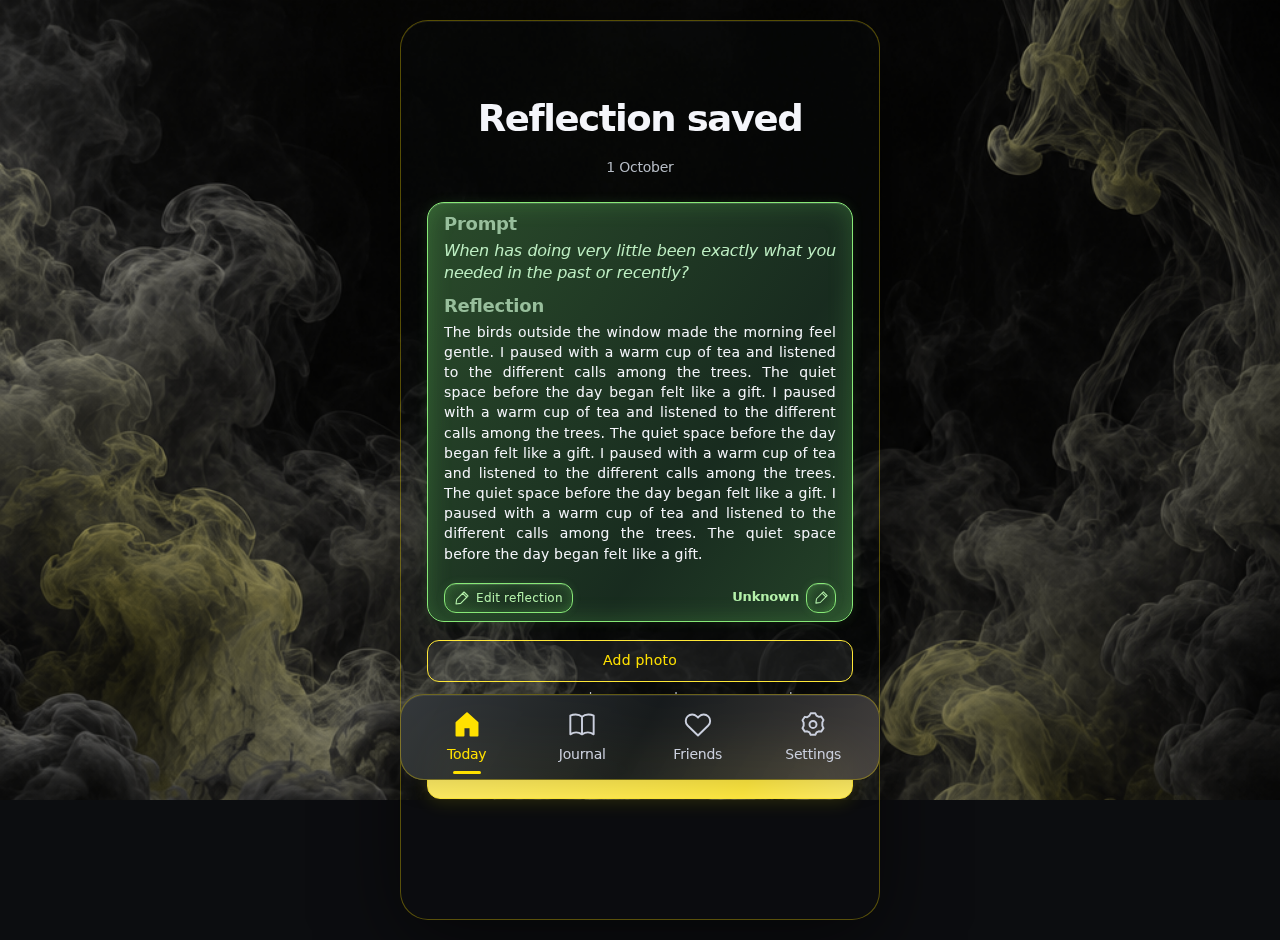 Reflection saved
1 October
Prompt
When has doing very little been exactly what you
needed in the past or recently?
Reflection
The birds outside the window made the morning feel
gentle. I paused with a warm cup of tea and listened
to the different calls among the trees. The quiet
space before the day began felt like a gift. I paused
with a warm cup of tea and listened to the different
calls among the trees. The quiet space before the day
began felt like a gift. I paused with a warm cup of tea
and listened to the different calls among the trees.
The quiet space before the day began felt like a gift. I
paused with a warm cup of tea and listened to the
different calls among the trees. The quiet space
before the day began felt like a gift.
Edit reflection
Unknown
Add photo
Today
Journal
Friends
Settings